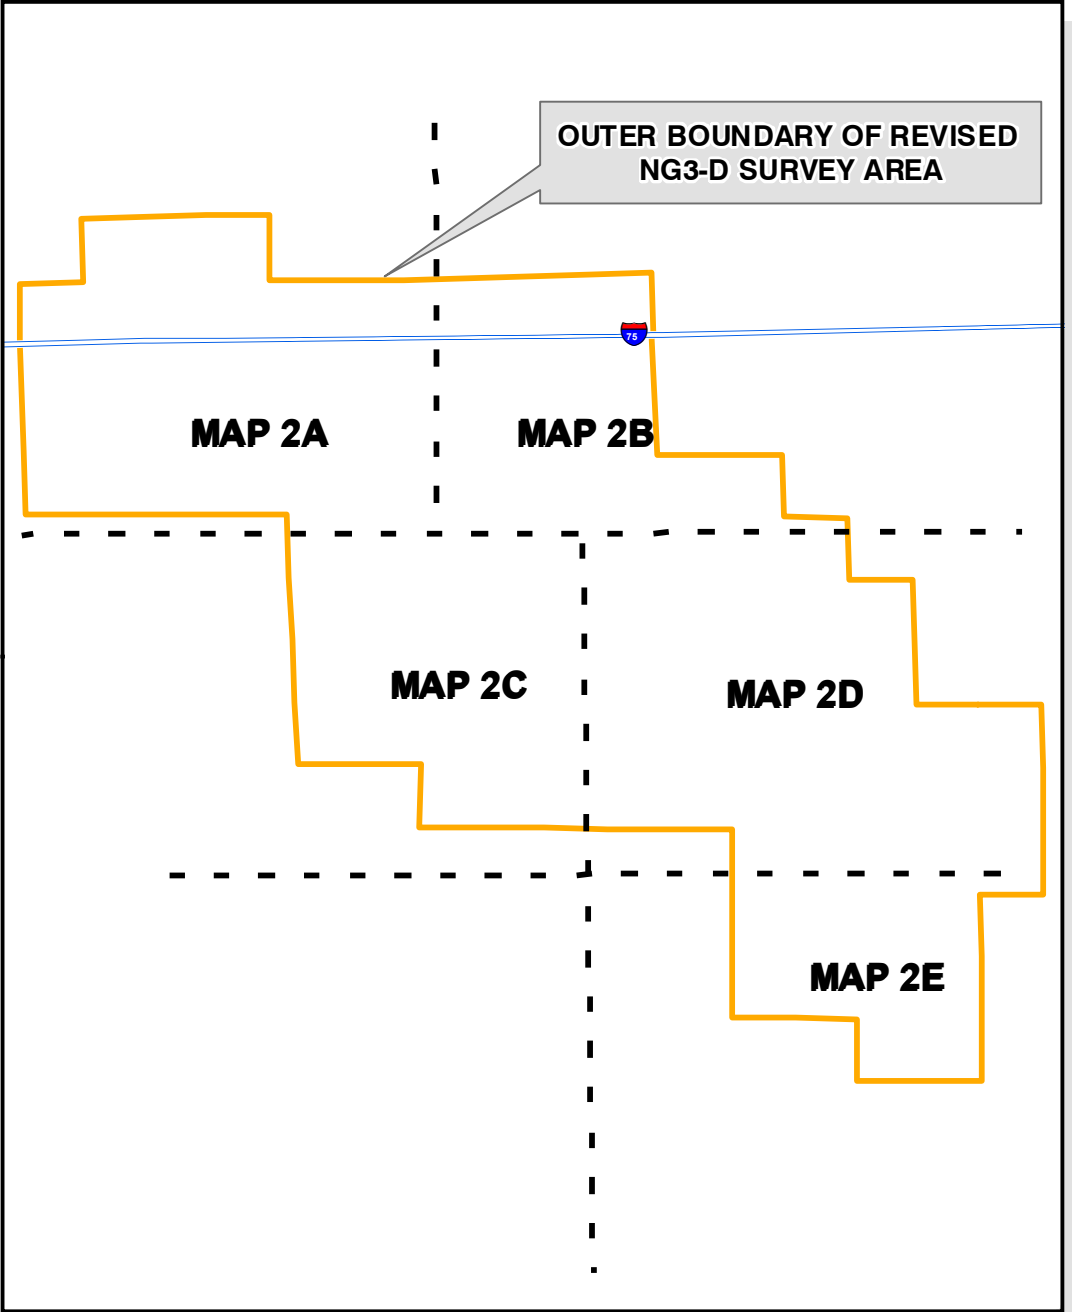 OUTER BOUNDARY OF REVISED
NG3-D SURVEY AREA
75
MAP 2A
MAP 2B
MAP 2C
MAP 2D
MAP 2E